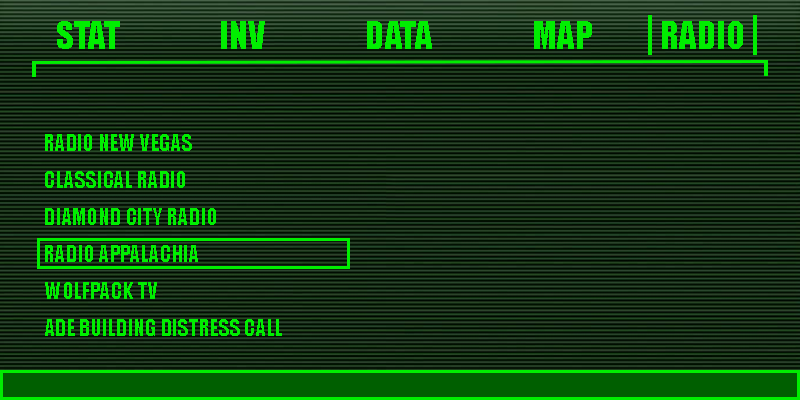 STAT INV DATA MAP RADIO
RADIO NEW VEGAS
CLASSICAL RADIO
DIAMOND CITY RADIO
RADIO APPALACHIA
WOLFPACK TV
ADE BUILDING DISTRESS CALL